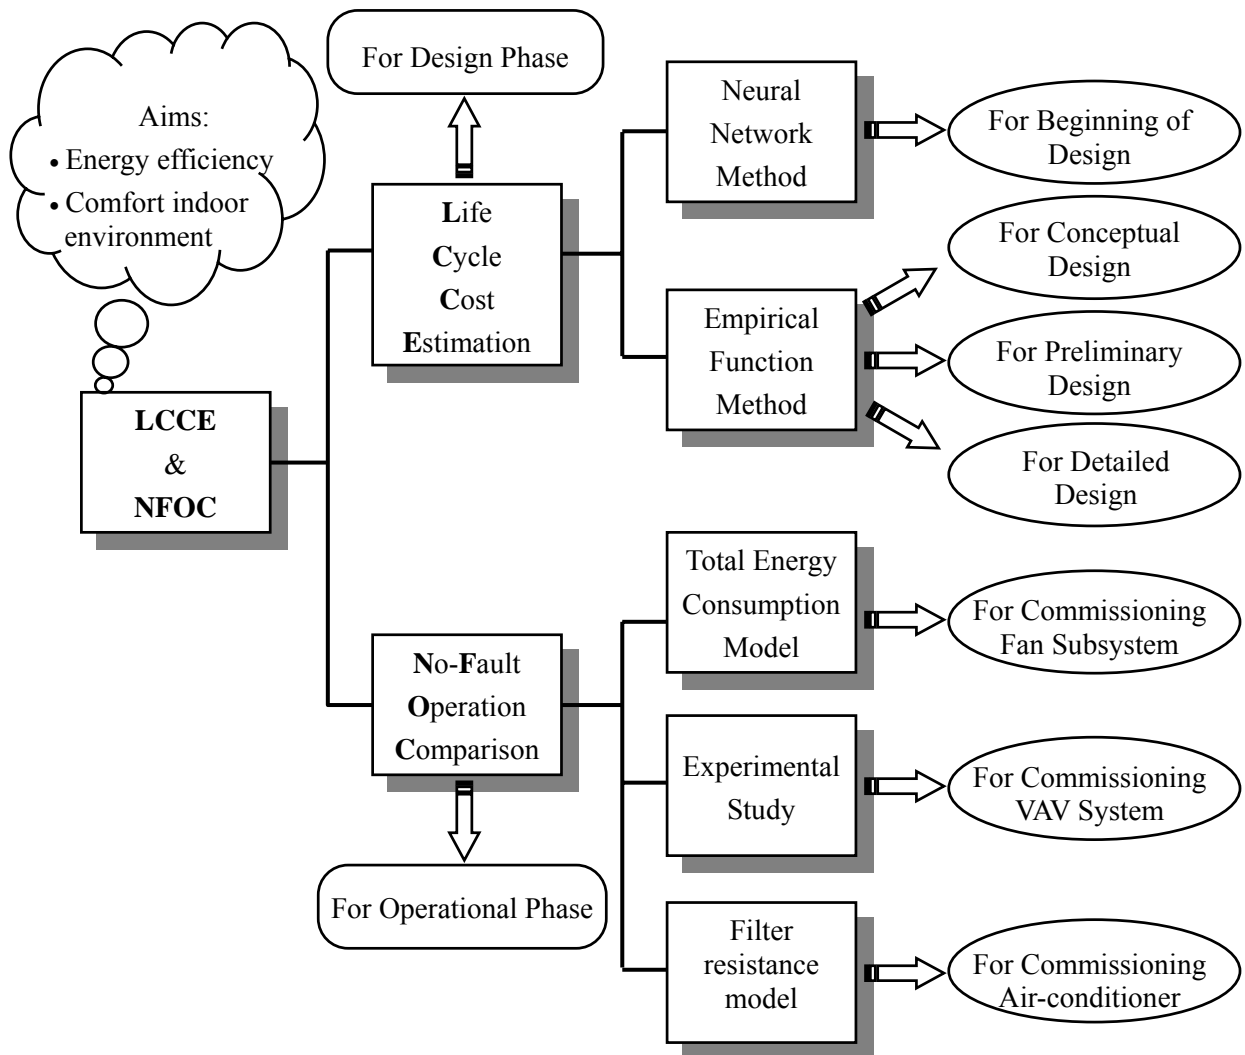 Aims:
• Energy efficiency
• Comfort indoor
environment
LCCE
&
NFOC
For Design Phase
Life
Cycle
Cost
Estimation
Neural
Network
Method
For Beginning of
Design
Empirical
Function
Method
For Conceptual
Design
For Preliminary
Design
For Detailed
Design
No-Fault
Operation
Comparison
For Operational Phase
Total Energy
Consumption
Model
For Commissioning
Fan Subsystem
Experimental
Study
For Commissioning
VAV System
Filter
resistance
model
For Commissioning
Air-conditioner